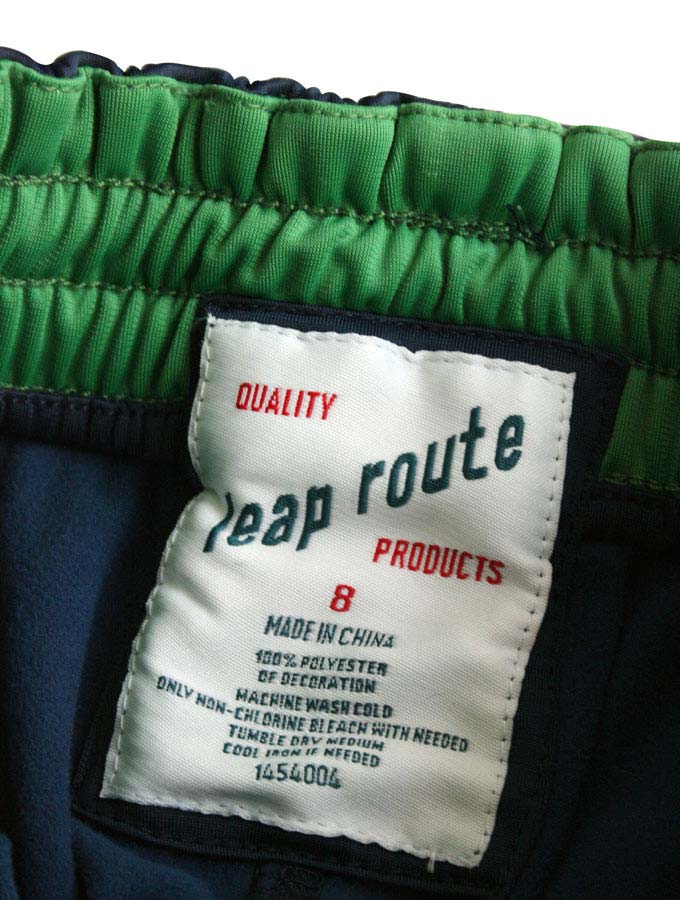 QUALITY
leap route
PRODUCTS
8
MADE IN CHINA
100% POLYESTER
OF DECORATION
MACHINE WASH COLD
ONLY NON-CHLORINE BLEACH WITH NEEDED
TUMBLE DRY MEDIUM
COOL IRON IF NEEDED
1454004